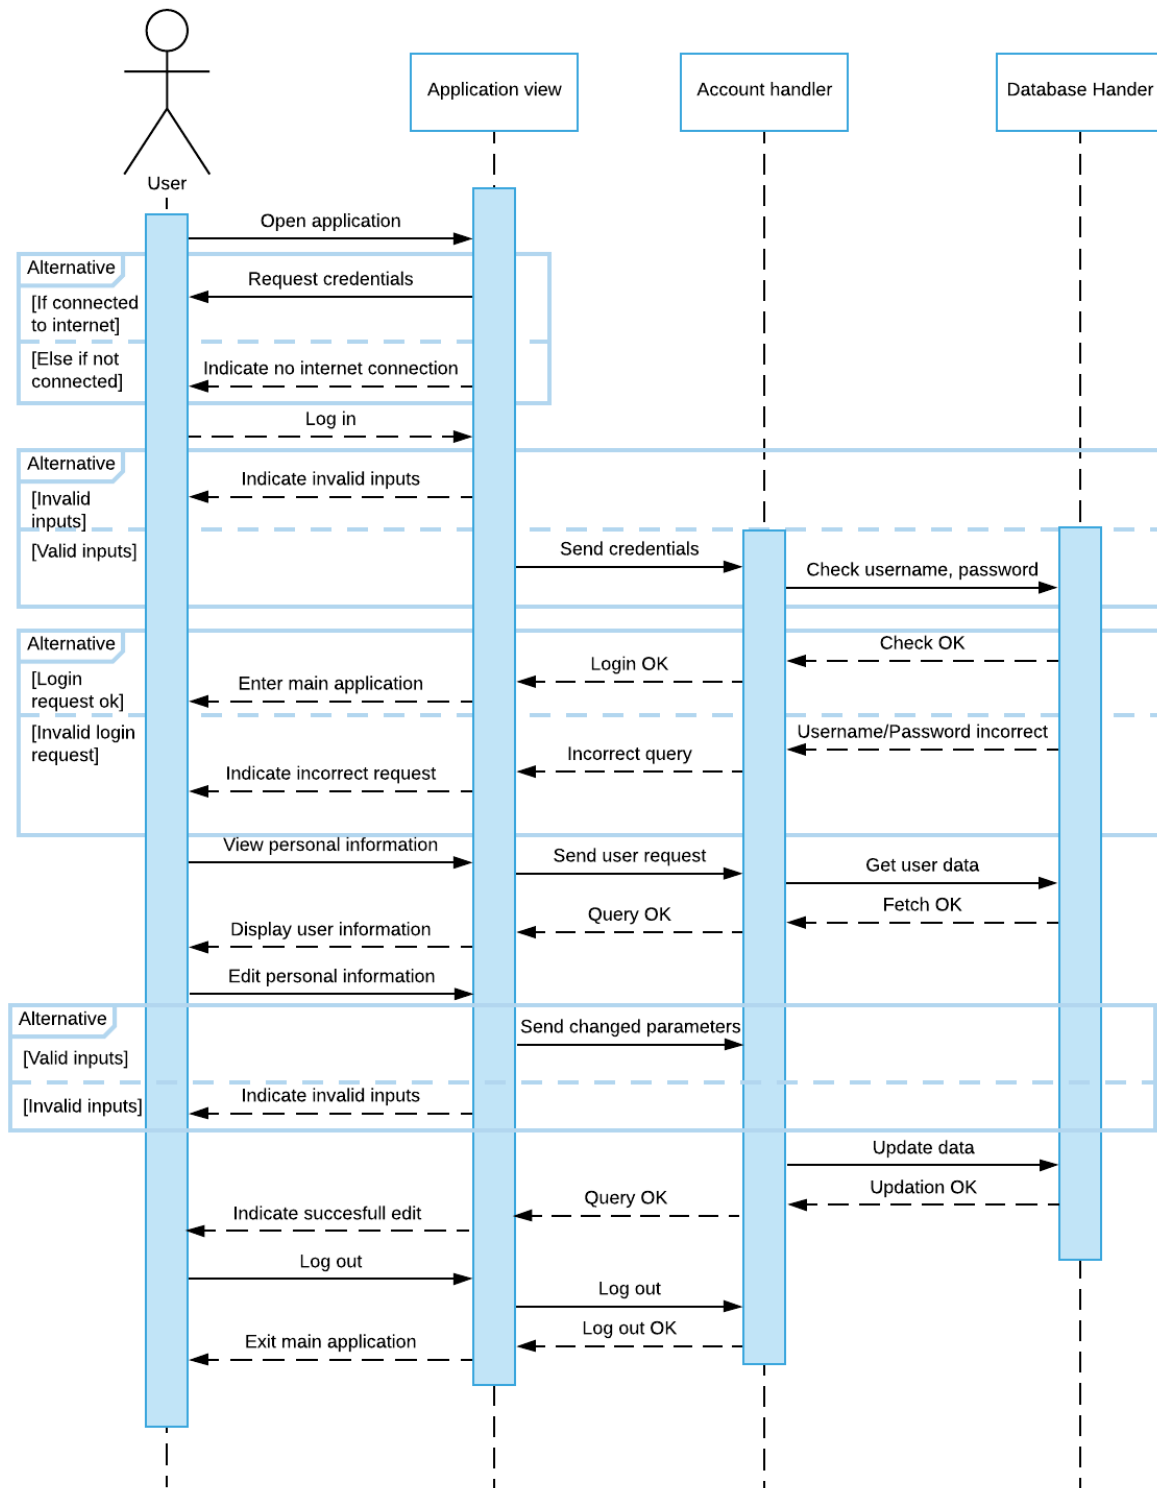 Application view
Account handler
Database Hander
User
Open application
Alternative
Request credentials
[If connected
to internet]
[Else if not
connected]
Indicate no internet connection
Log in
Alternative
Indicate invalid inputs
[Invalid
inputs]
[Valid inputs]
Send credentials
Check username, password
Alternative
Check OK
Login OK
Enter main application
[Login
request ok]
[Invalid login
request]
Username/Password incorrect
Incorrect query
Indicate incorrect request
View personal information
Send user request
Get user data
Fetch OK
Query OK
Display user information
Edit personal information
Alternative
Send changed parameters
[Valid inputs]
Indicate invalid inputs
[Invalid inputs]
Update data
Updation OK
Query OK
Indicate succesfull edit
Log out
Log out
Log out OK
Exit main application